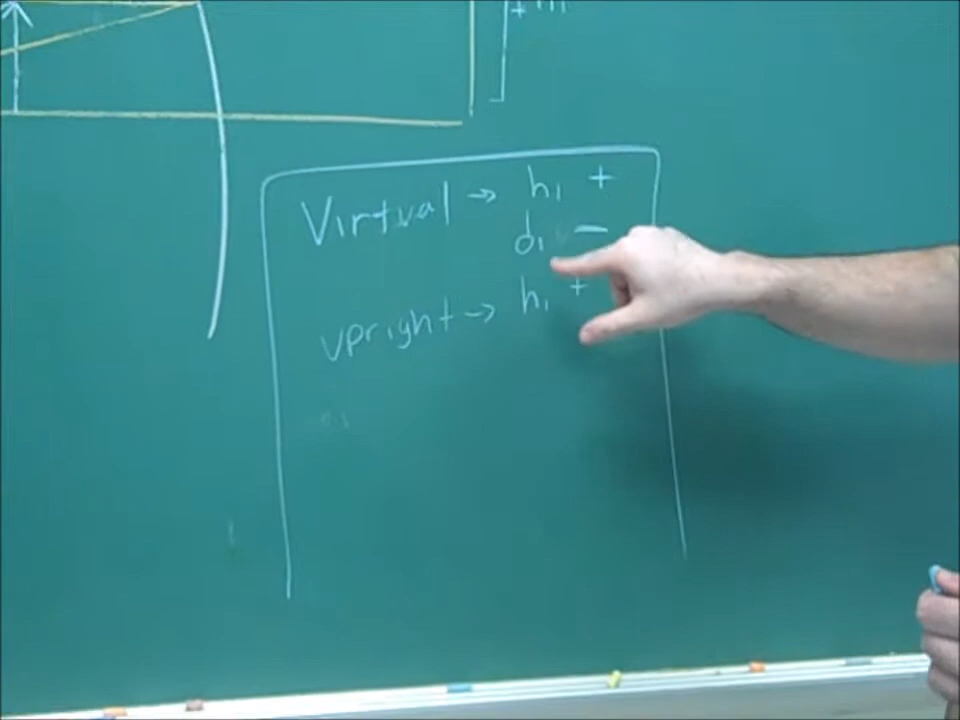 Virtual → hi +
di −
upright → hi +